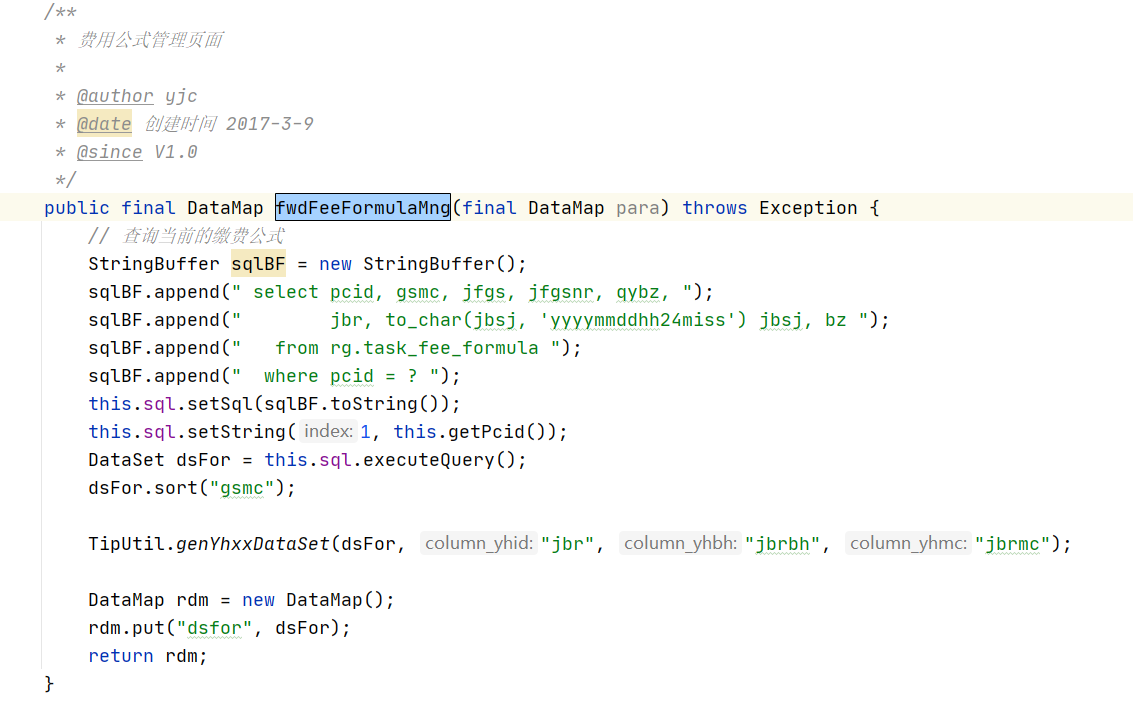 /**
 * 费用公式管理页面
 *
 * @author yjc
 * @date 创建时间 2017-3-9
 * @since V1.0
 */
public final DataMap fwdFeeFormulaMng(final DataMap para) throws Exception {
    // 查询当前的缴费公式
    StringBuffer sqlBF = new StringBuffer();
    sqlBF.append(" select pcid, gsmc, jfgs, jfgsnr, qybz, ");
    sqlBF.append("        jbr, to_char(jbsj, 'yyyymmddhh24miss') jbsj, bz ");
    sqlBF.append("   from rg.task_fee_formula ");
    sqlBF.append("  where pcid = ? ");
    this.sql.setSql(sqlBF.toString());
    this.sql.setString( index: 1, this.getPcid());
    DataSet dsFor = this.sql.executeQuery();
    dsFor.sort("gsmc");

    TipUtil.genYhxxDataSet(dsFor, column_yhid: "jbr", column_yhbh: "jbrbh", column_yhmc: "jbrmc");

    DataMap rdm = new DataMap();
    rdm.put("dsfor", dsFor);
    return rdm;
}